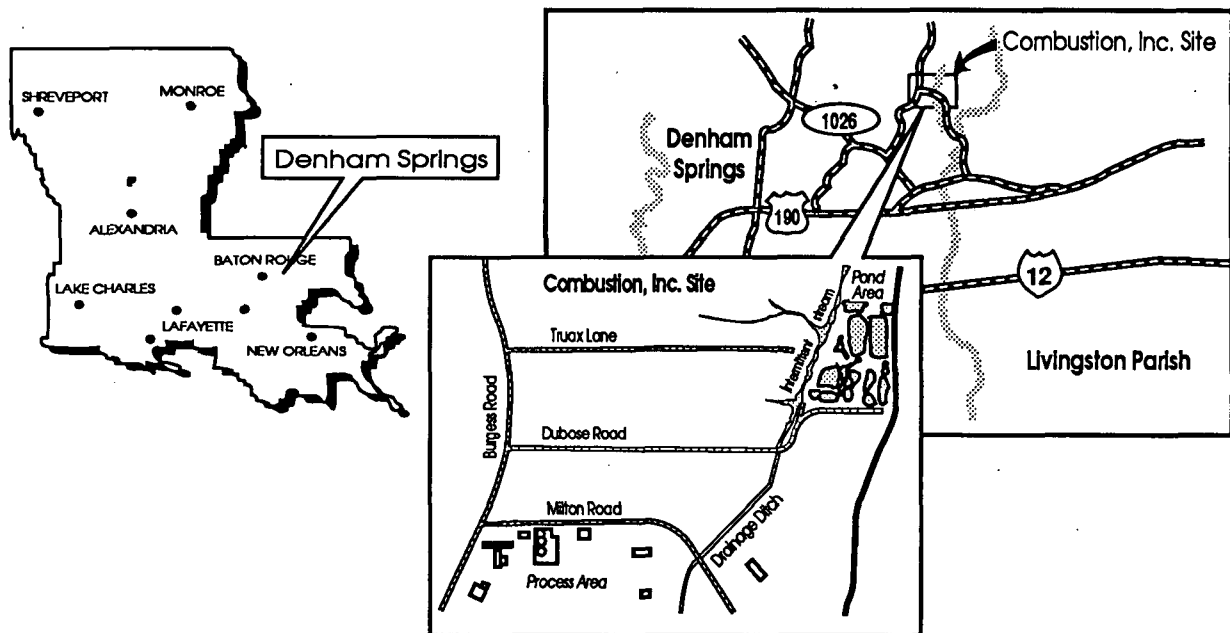 SHREVEPORT
MONROE
Denham Springs
ALEXANDRIA
BATON ROUGE
LAKE CHARLES
LAFAYETTE
NEW ORLEANS
Combustion, Inc. Site
1026
Denham
Springs
190
12
Livingston Parish
Combustion, Inc. Site
Pond
Area
Intermittent stream
Truax Lane
Burgess Road
Dubose Road
Milton Road
Drainage Ditch
Process Area